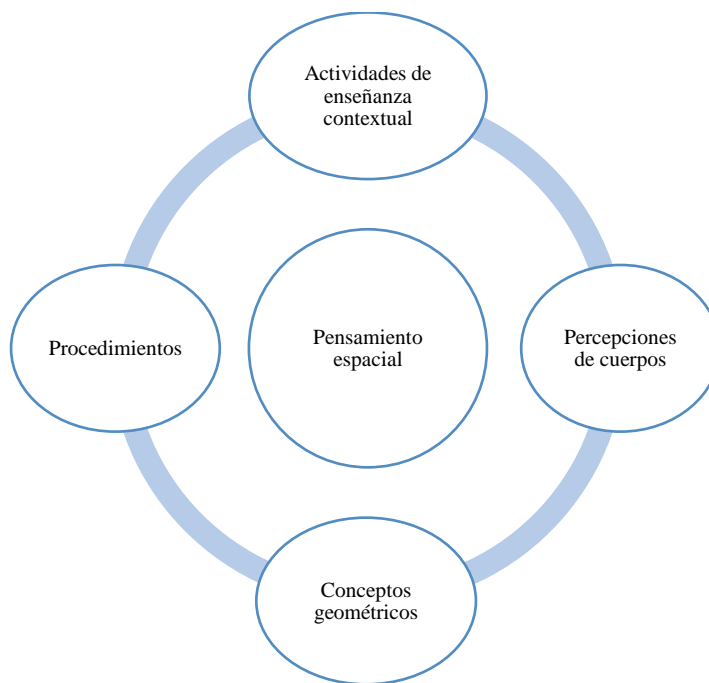 Actividades de
enseñanza
contextual
Procedimientos
Pensamiento
espacial
Percepciones
de cuerpos
Conceptos
geométricos